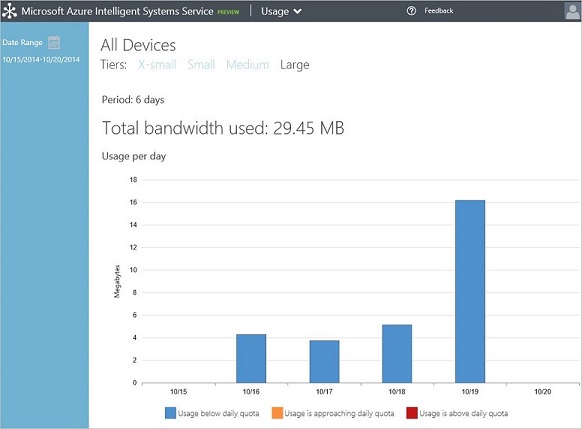 Microsoft Azure Intelligent Systems Service PREVIEW Usage Feedback
Date Range
10/15/2014-10/20/2014
All Devices
Tiers: X-small Small Medium Large
Period: 6 days
Total bandwidth used: 29.45 MB
Usage per day
Megabytes
18
16
14
12
10
8
6
4
2
0
10/15 10/16 10/17 10/18 10/19 10/20
Usage below daily quota Usage is approaching daily quota Usage is above daily quota